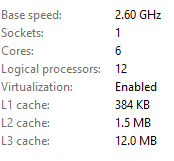 Base speed: 2.60 GHz
Sockets: 1
Cores: 6
Logical processors: 12
Virtualization: Enabled
L1 cache: 384 KB
L2 cache: 1.5 MB
L3 cache: 12.0 MB